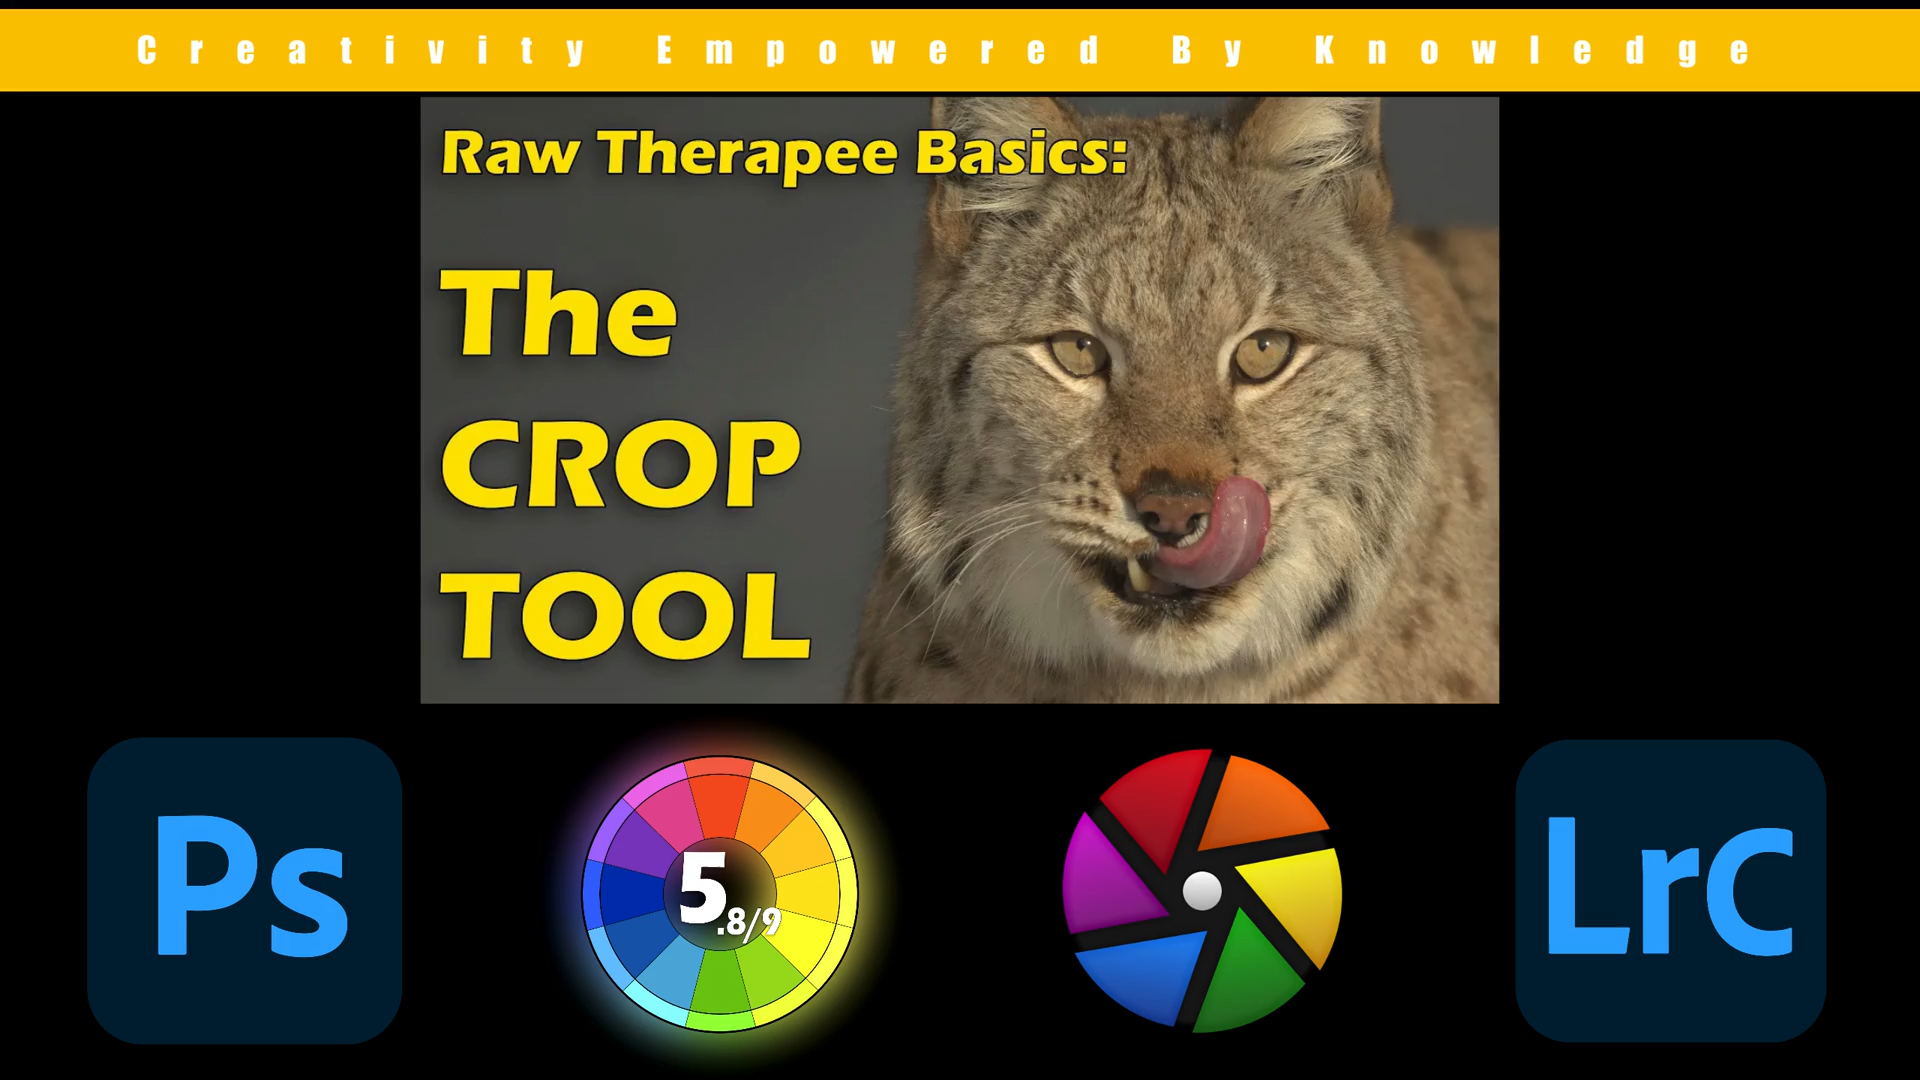 Creativity Empowered By Knowledge
Raw Therapee Basics:
The
CROP
TOOL
Ps
5.8/9
LrC